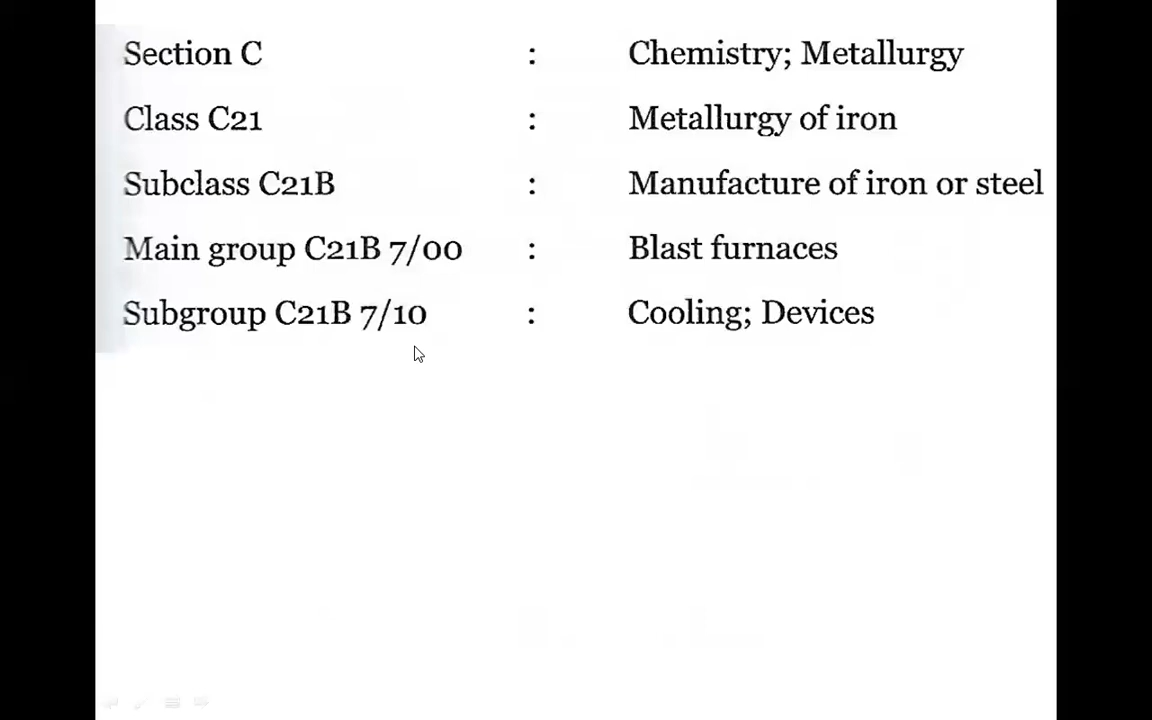 Section C : Chemistry; Metallurgy
Class C21 : Metallurgy of iron
Subclass C21B : Manufacture of iron or steel
Main group C21B 7/00 : Blast furnaces
Subgroup C21B 7/10 : Cooling; Devices